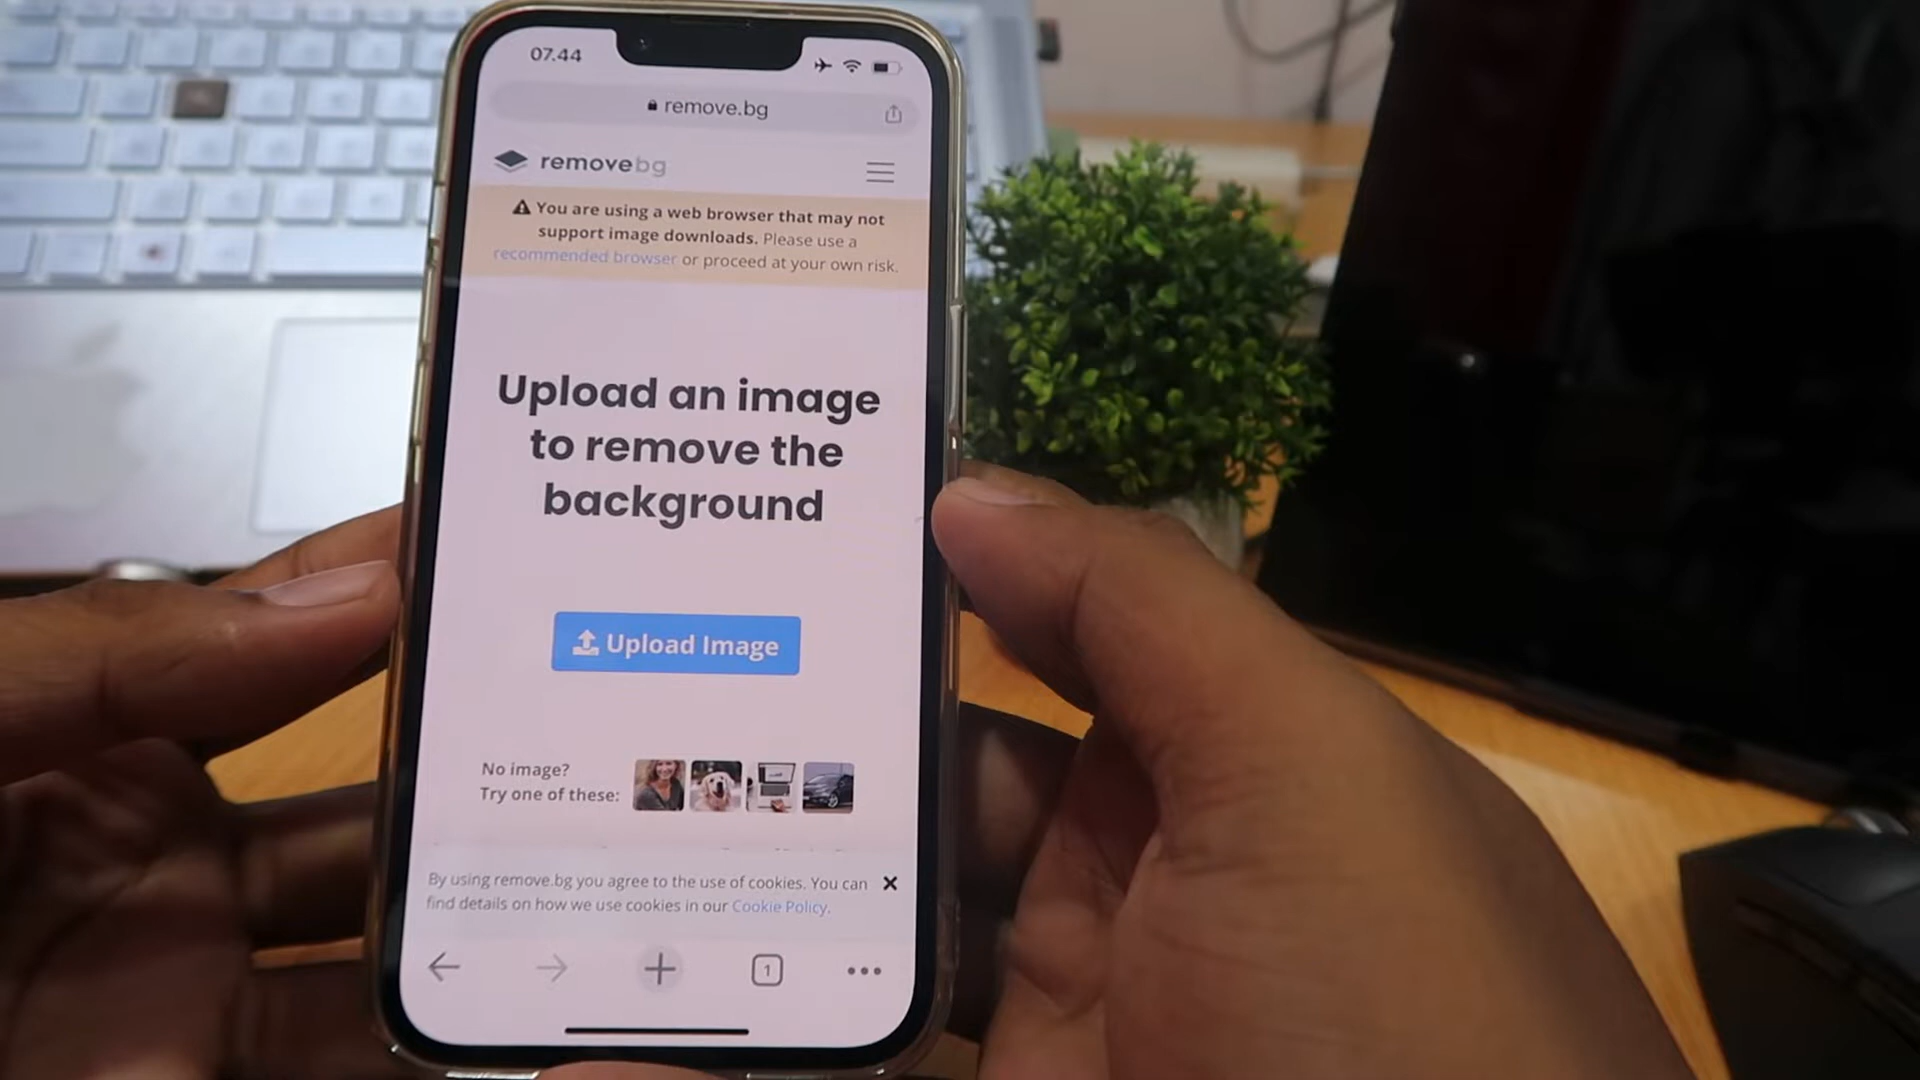 07.44
remove.bg
removebg
You are using a web browser that may not
support image downloads. Please use a
recommended browser or proceed at your own risk.
Upload an image
to remove the
background
Upload Image
No image?
Try one of these:
By using remove.bg you agree to the use of cookies. You can
find details on how we use cookies in our Cookie Policy.
1